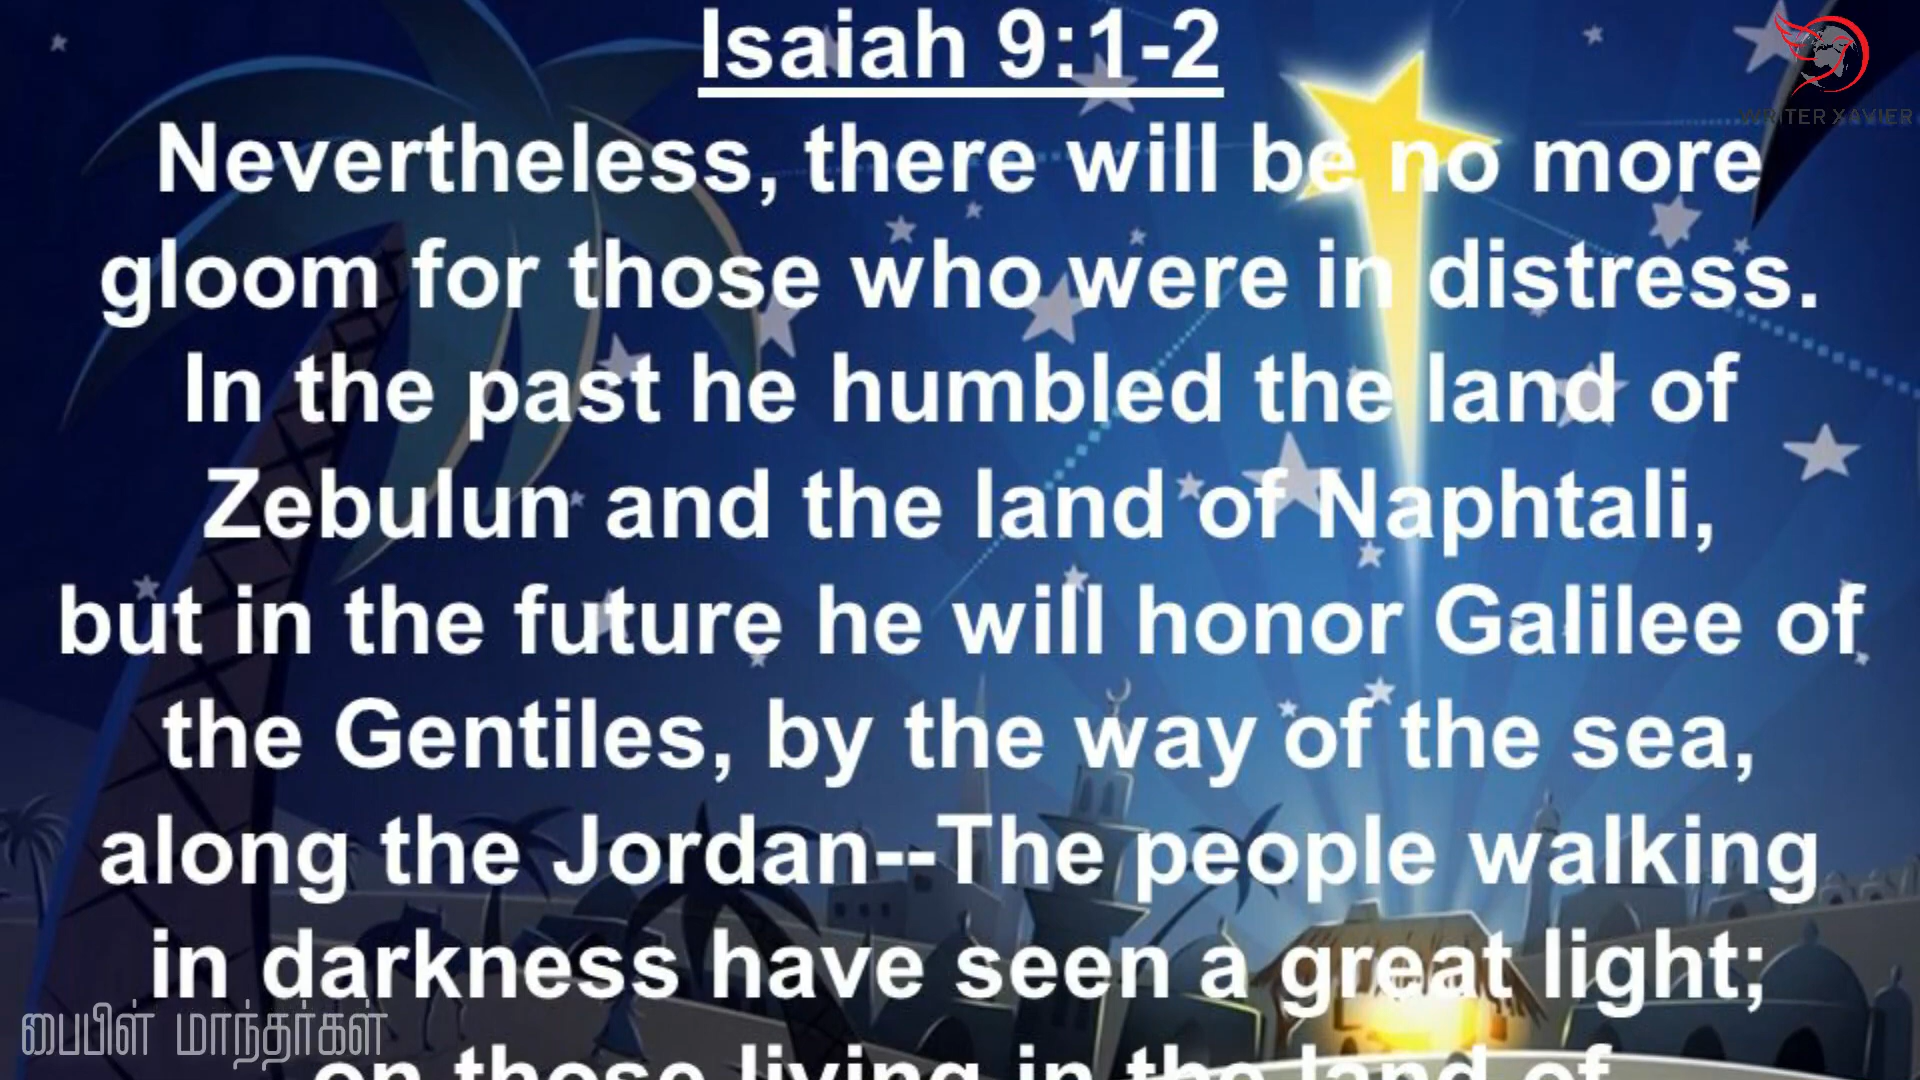 Isaiah 9:1-2
WRITER XAVIER
Nevertheless, there will be no more
gloom for those who were in distress.
In the past he humbled the land of
Zebulun and the land of Naphtali,
but in the future he will honor Galilee of
the Gentiles, by the way of the sea,
along the Jordan--The people walking
in darkness have seen a great light;
on those living in the land of
பைபிள் மாந்தர்கள்